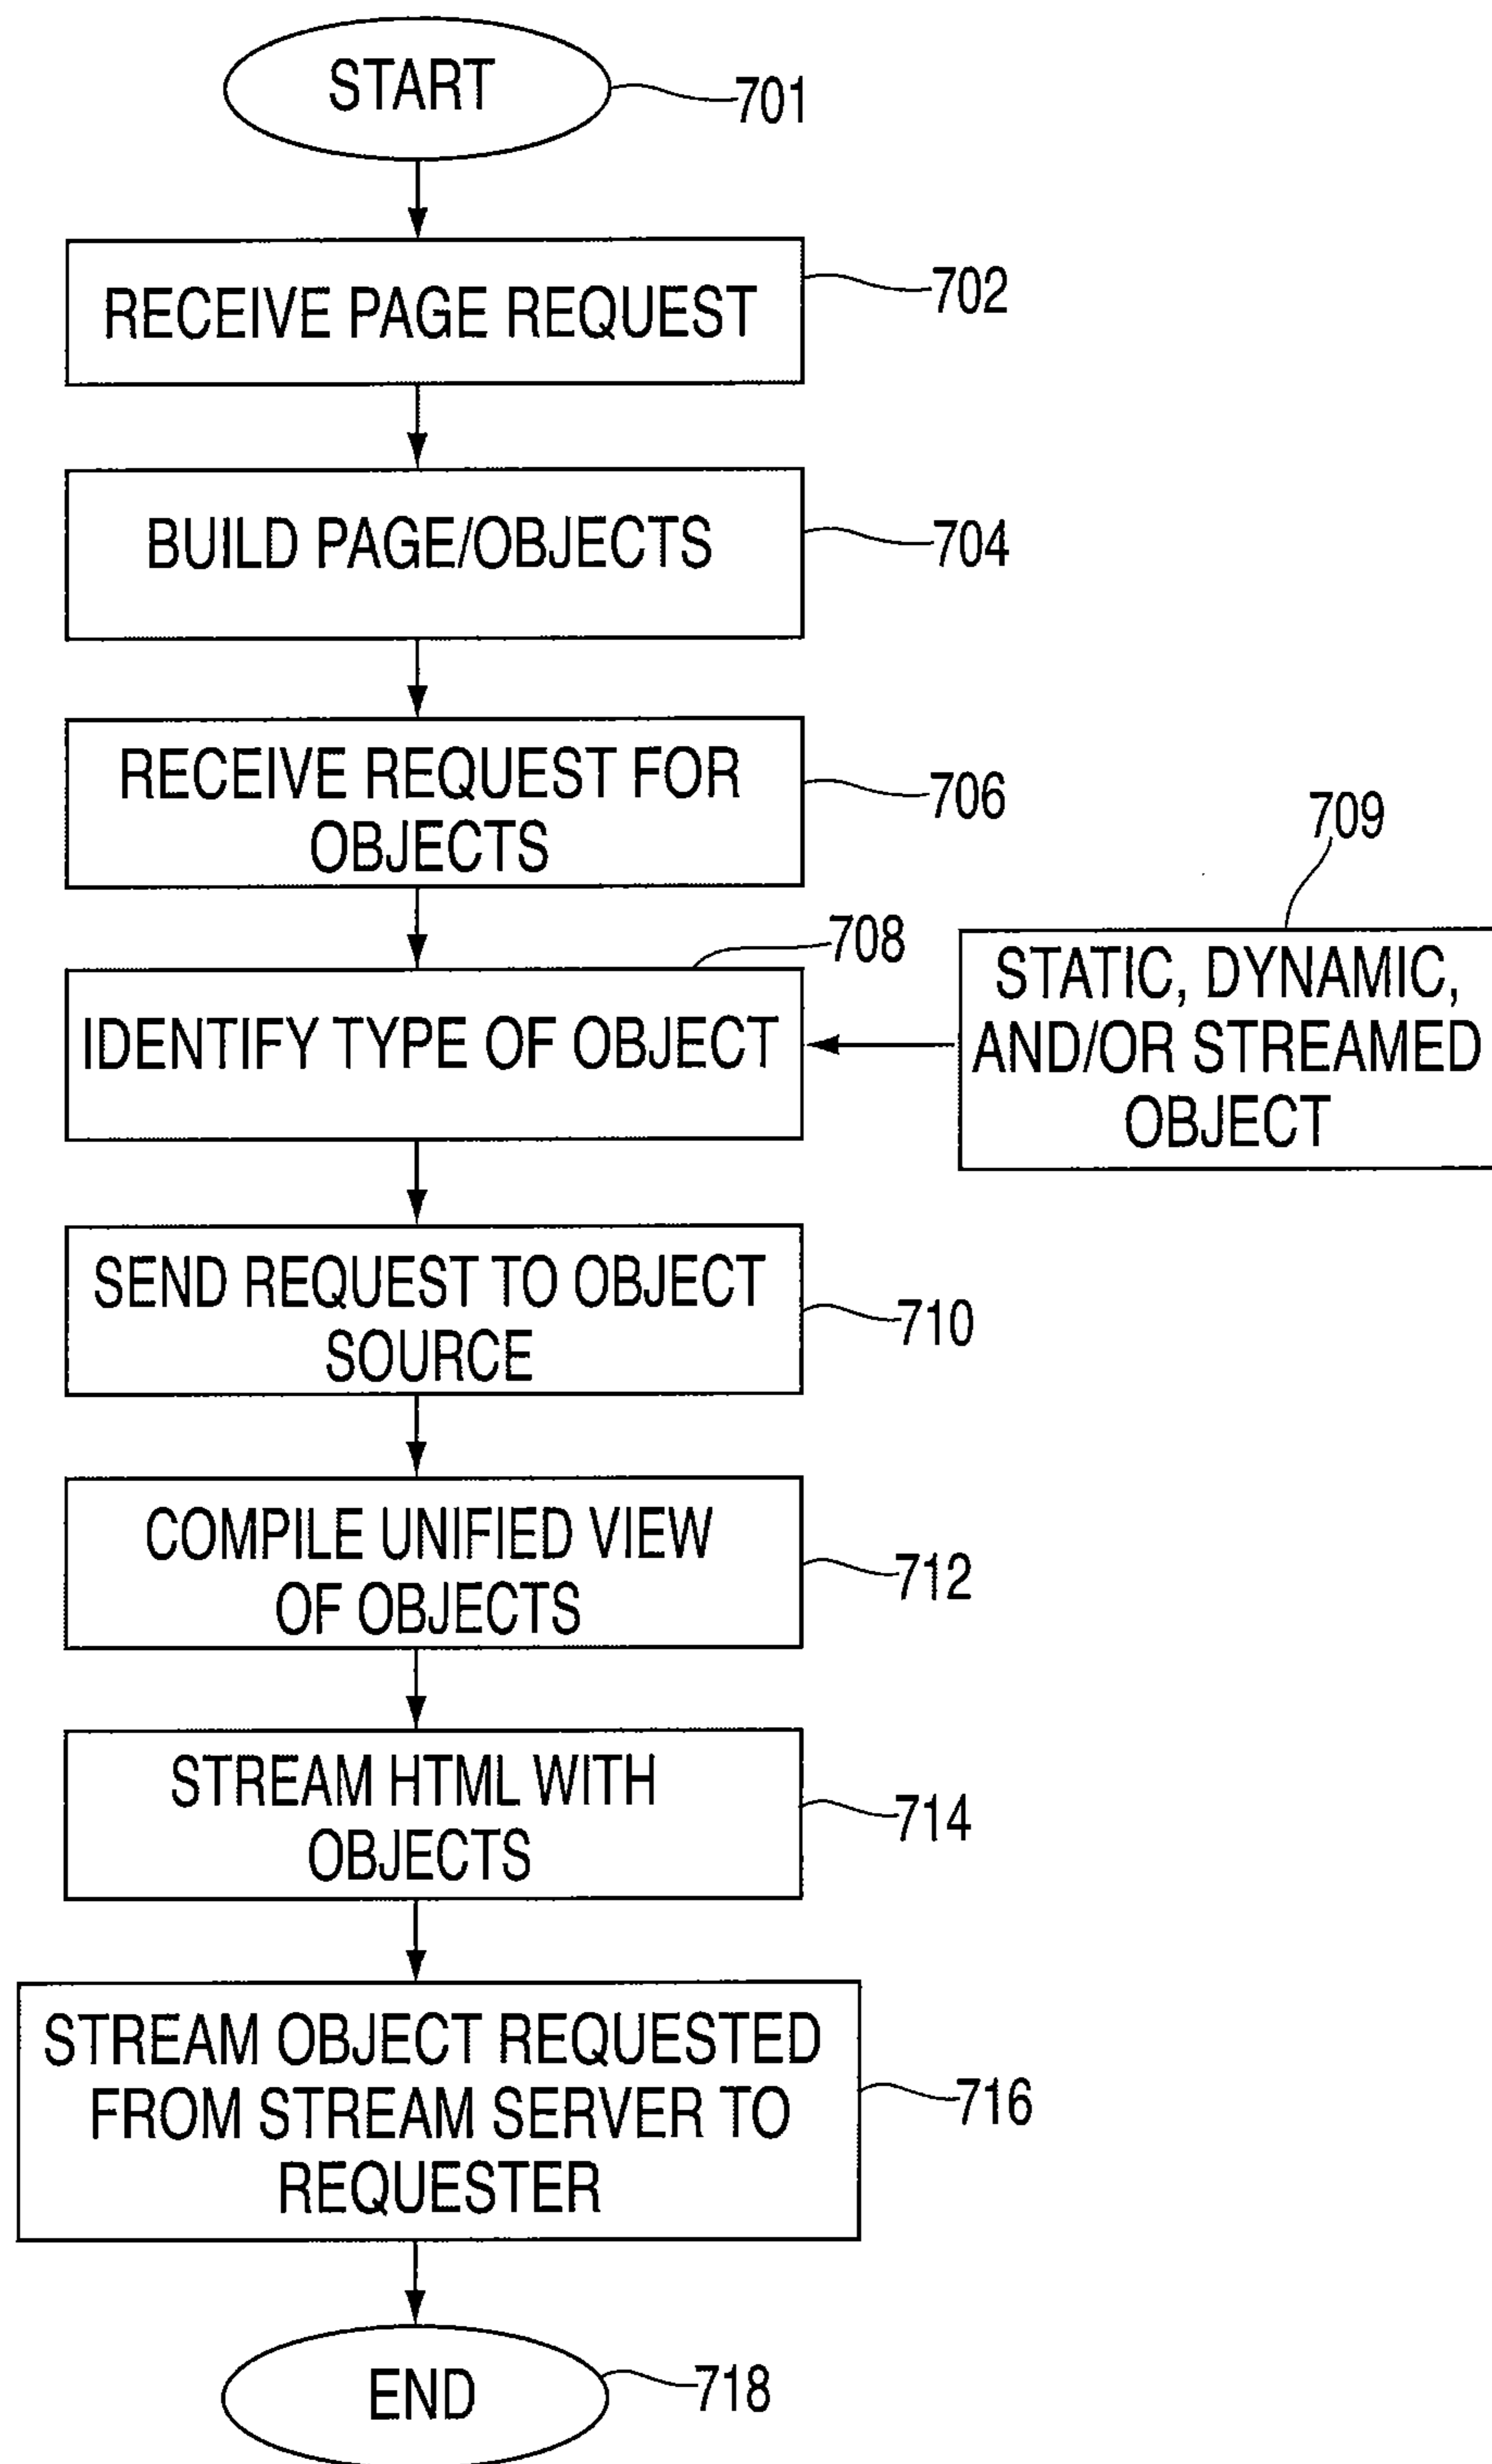 START
701
RECEIVE PAGE REQUEST
702
BUILD PAGE/OBJECTS
704
RECEIVE REQUEST FOR
OBJECTS
706
709
708
IDENTIFY TYPE OF OBJECT
STATIC, DYNAMIC,
AND/OR STREAMED
OBJECT
SEND REQUEST TO OBJECT
SOURCE
710
COMPILE UNIFIED VIEW
OF OBJECTS
712
STREAM HTML WITH
OBJECTS
714
STREAM OBJECT REQUESTED
FROM STREAM SERVER TO
REQUESTER
716
END
718